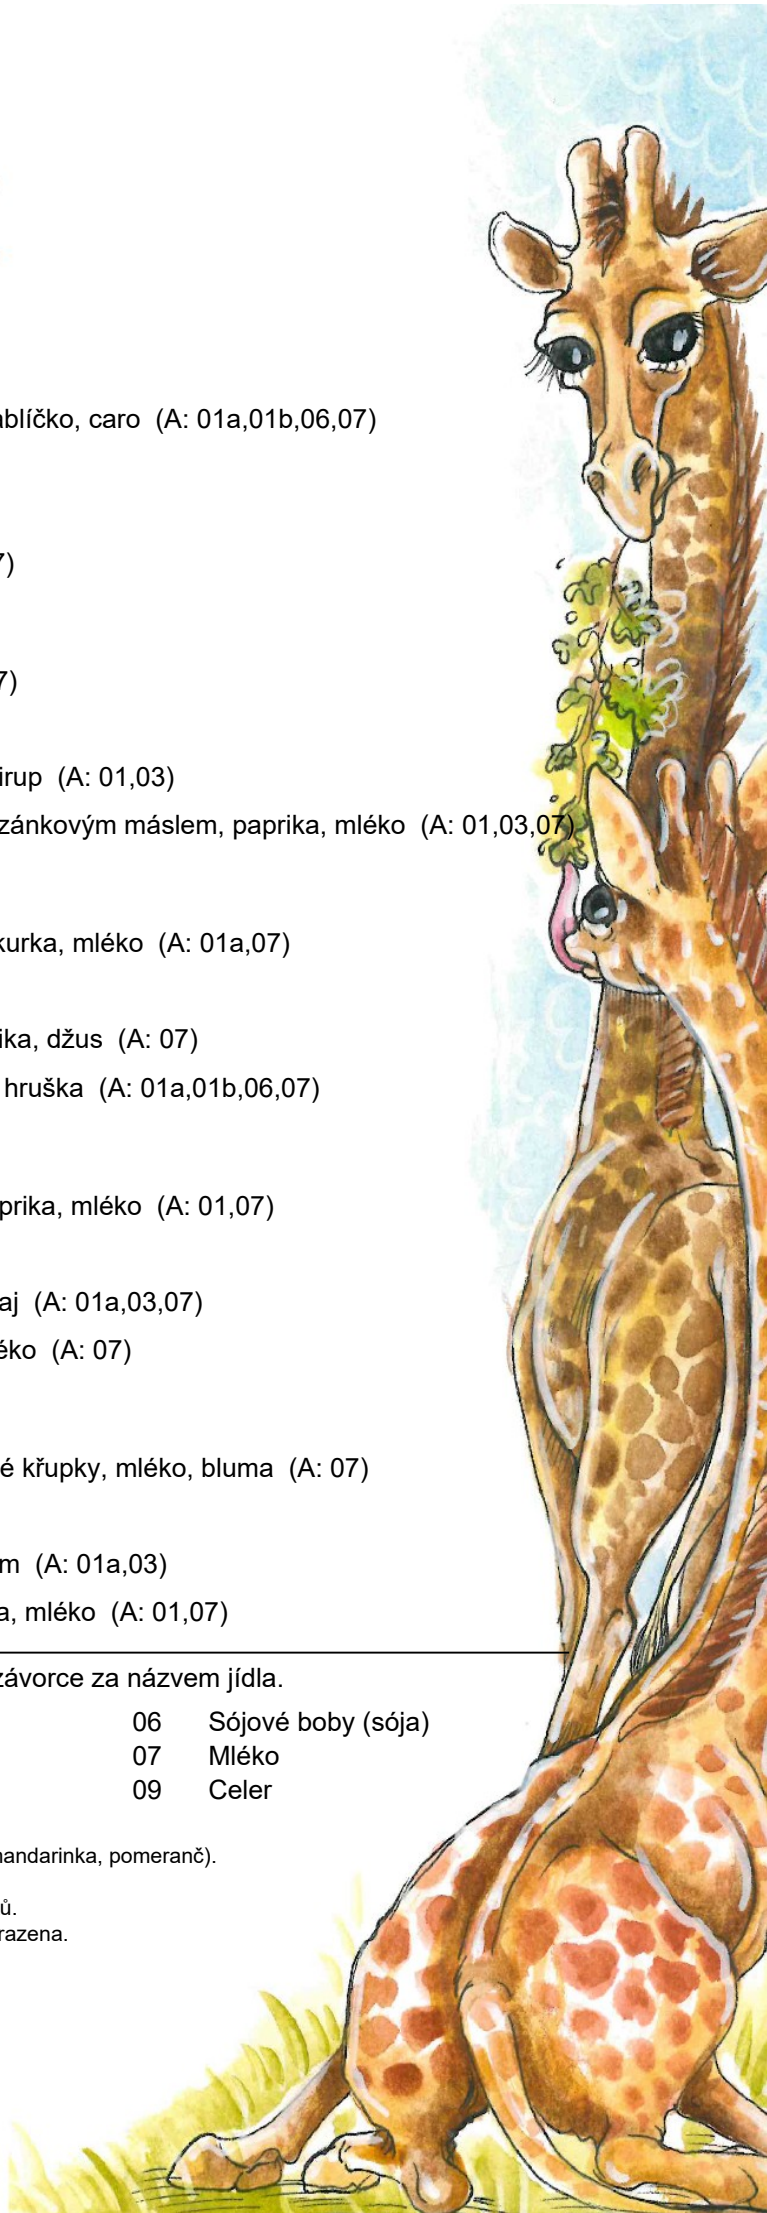 ablíčko, caro (A: 01a,01b,06,07)
7)
7)
irup (A: 01,03)
zánkovým máslem, paprika, mléko (A: 01,03,07)
kurka, mléko (A: 01a,07)
ika, džus (A: 07)
hruška (A: 01a,01b,06,07)
prika, mléko (A: 01,07)
aj (A: 01a,03,07)
éko (A: 07)
é křupky, mléko, bluma (A: 07)
m (A: 01a,03)
a, mléko (A: 01,07)
závorce za názvem jídla.
06 Sójové boby (sója)
07 Mléko
09 Celer
nandarinka, pomeranč).
ů.
razena.